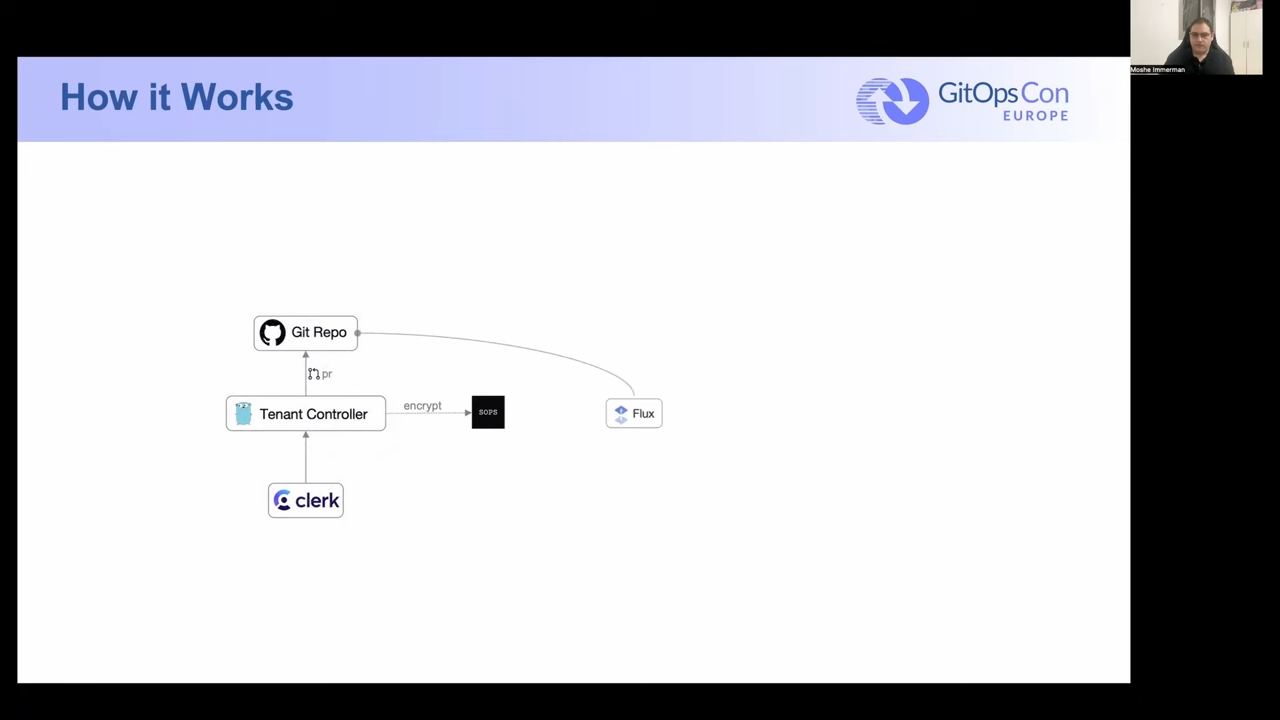 Moshe Immerman
How it Works
GitOpsCon
EUROPE
Git Repo
pr
Tenant Controller
encrypt
SOPS
Flux
clerk